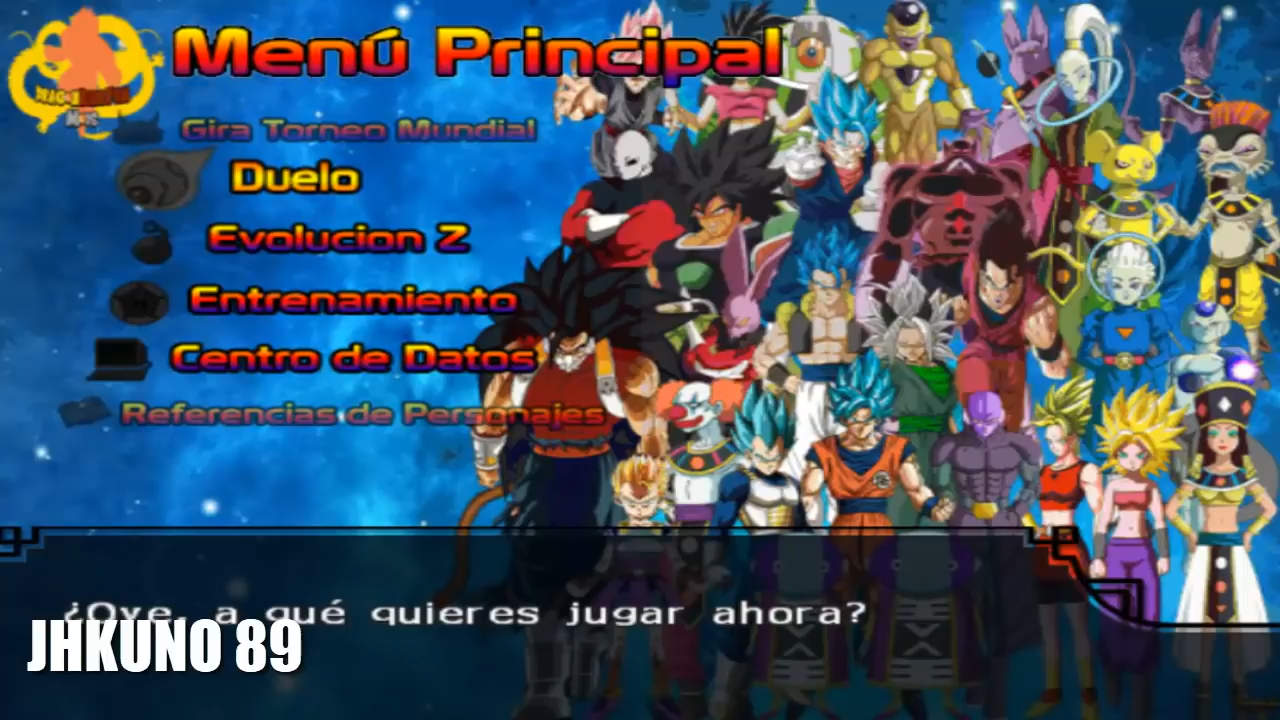 Menú Principal
Gira Torneo Mundial
Duelo
Evolucion Z
Entrenamiento
Centro de Datos
Referencias de Personajes
¿Oye, a qué quieres jugar ahora?
JHKUNO 89